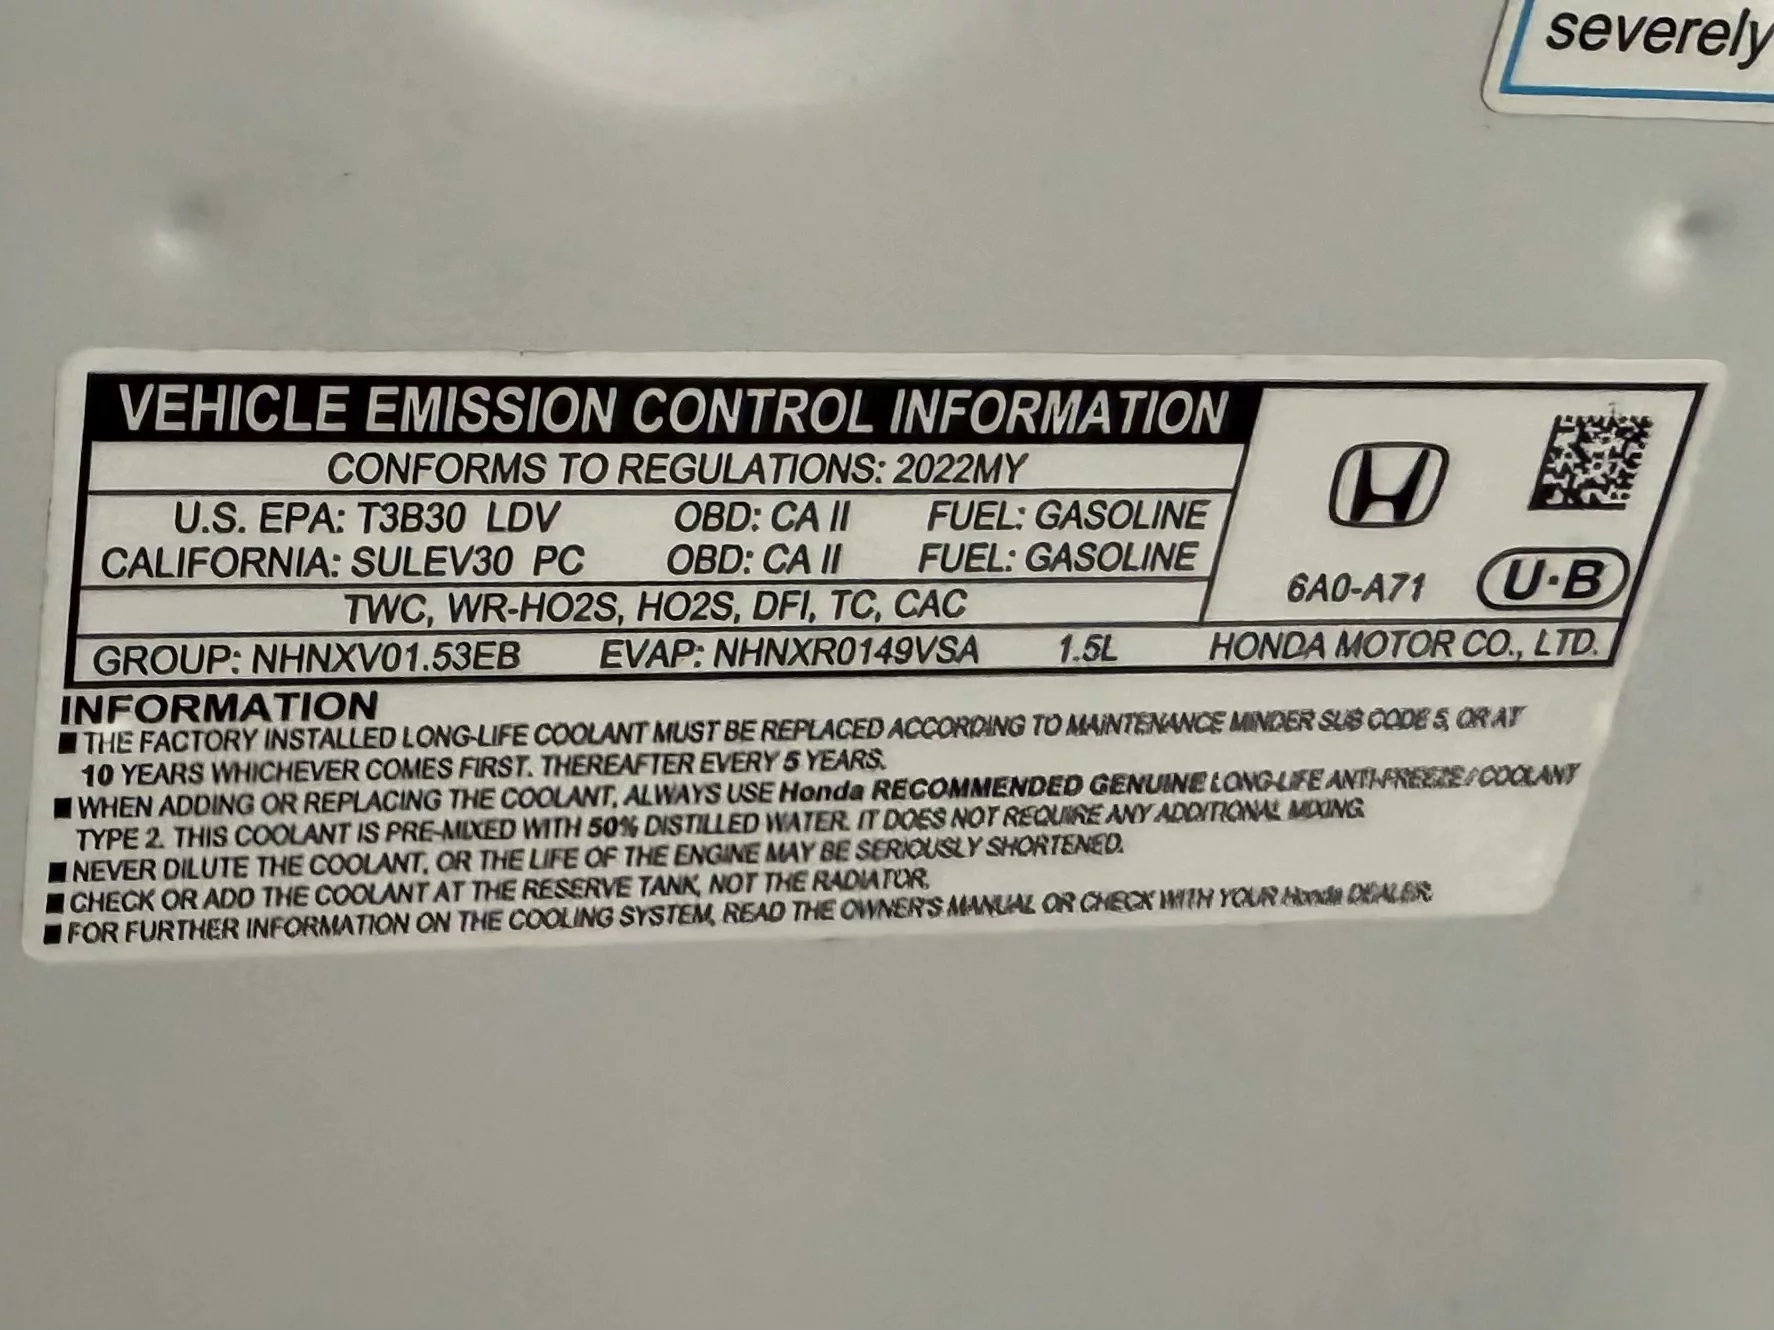 severely
VEHICLE EMISSION CONTROL INFORMATION
CONFORMS TO REGULATIONS: 2022MY
U.S. EPA: T3B30 LDV OBD: CA II FUEL: GASOLINE
CALIFORNIA: SULEV30 PC OBD: CA II FUEL: GASOLINE
6A0-A71 U·B
TWC, WR-HO2S, HO2S, DFI, TC, CAC
GROUP: NHNXV01.53EB EVAP: NHNXR0149VSA 1.5L HONDA MOTOR CO., LTD.
INFORMATION
■ THE FACTORY INSTALLED LONG-LIFE COOLANT MUST BE REPLACED ACCORDING TO MAINTENANCE MINDER SUB CODE 5, OR AT
10 YEARS WHICHEVER COMES FIRST. THEREAFTER EVERY 5 YEARS.
■ WHEN ADDING OR REPLACING THE COOLANT, ALWAYS USE Honda RECOMMENDED GENUINE LONG-LIFE ANTI-FREEZE / COOLANT
TYPE 2. THIS COOLANT IS PRE-MIXED WITH 50% DISTILLED WATER. IT DOES NOT REQUIRE ANY ADDITIONAL MIXING.
■ NEVER DILUTE THE COOLANT, OR THE LIFE OF THE ENGINE MAY BE SERIOUSLY SHORTENED.
■ CHECK OR ADD THE COOLANT AT THE RESERVE TANK, NOT THE RADIATOR.
■ FOR FURTHER INFORMATION ON THE COOLING SYSTEM, READ THE OWNER'S MANUAL OR CHECK WITH YOUR Honda DEALER.